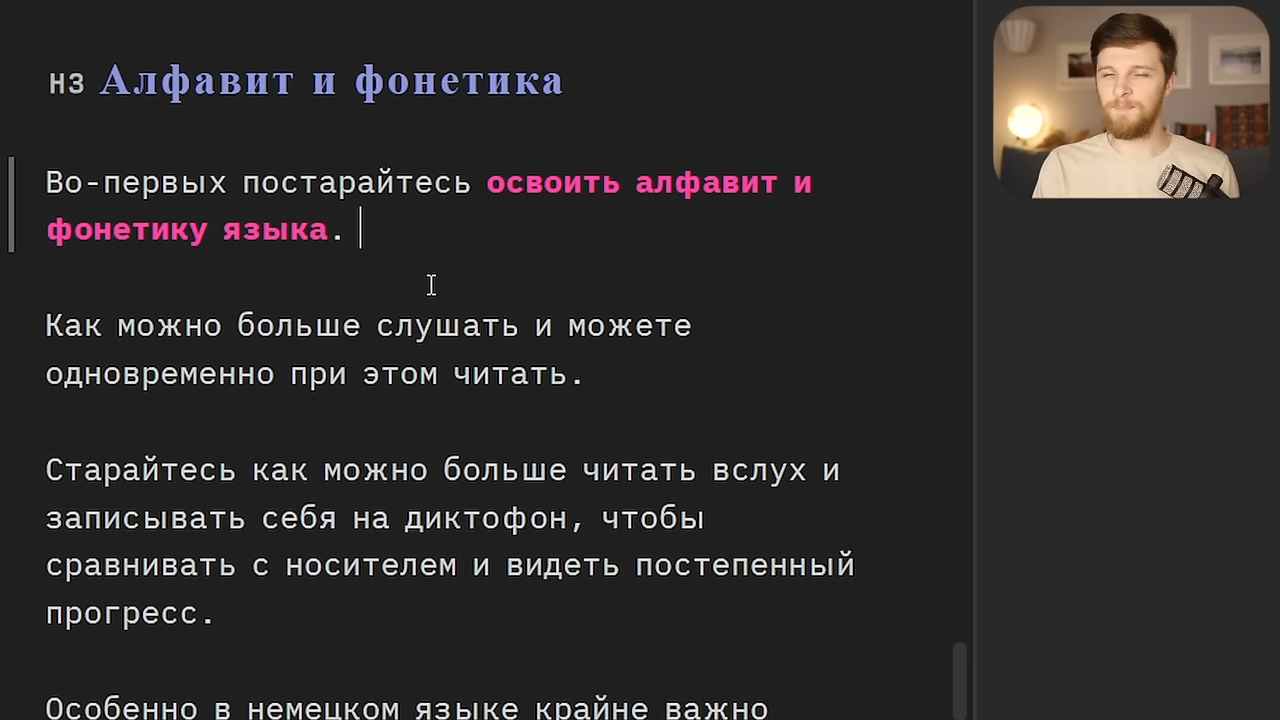 H3 Алфавит и фонетика
Во-первых постарайтесь освоить алфавит и
фонетику языка.
Как можно больше слушать и можете
одновременно при этом читать.
Старайтесь как можно больше читать вслух и
записывать себя на диктофон, чтобы
сравнивать с носителем и видеть постепенный
прогресс.
Особенно в немецком языке крайне важно